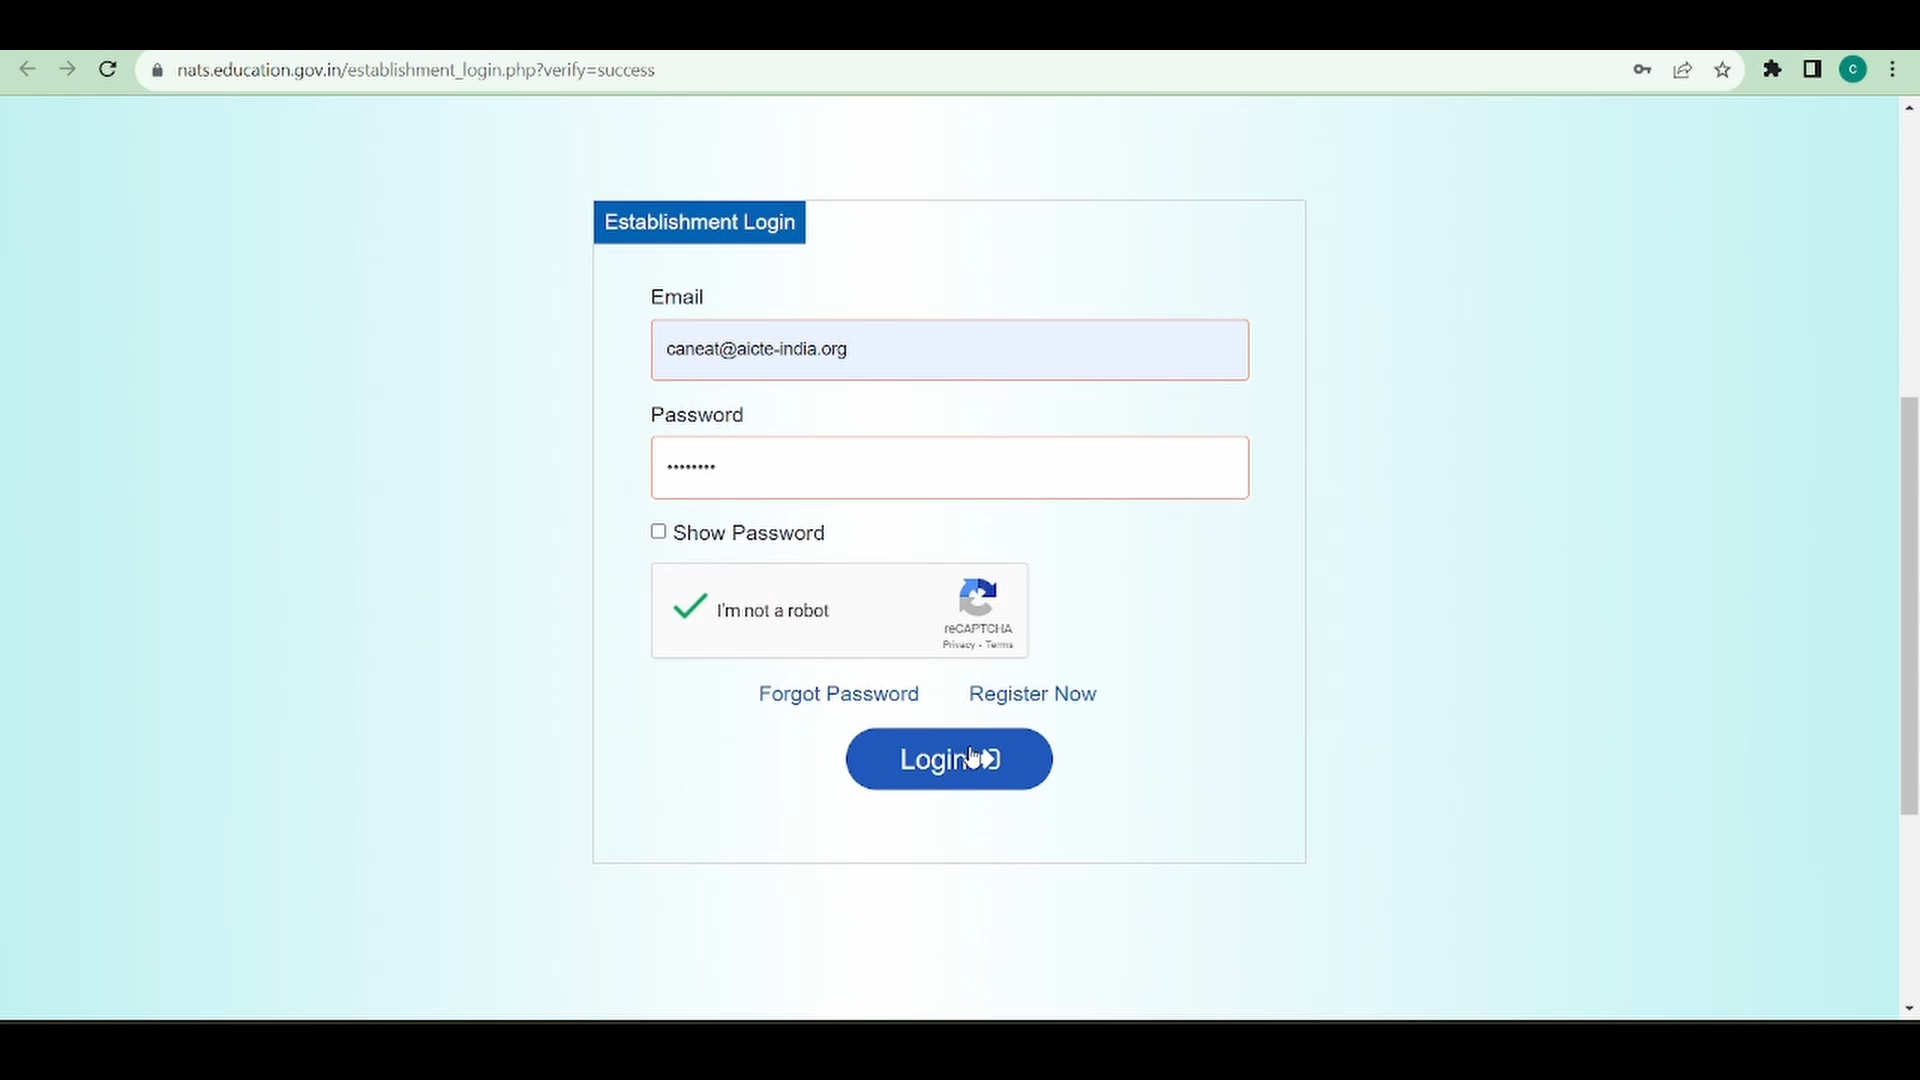 nats.education.gov.in/establishment_login.php?verify=success
c
Establishment Login
Email
caneat@aicte-india.org
Password
••••••••
Show Password
I'm not a robot
reCAPTCHA
Privacy - Terms
Forgot Password Register Now
Login